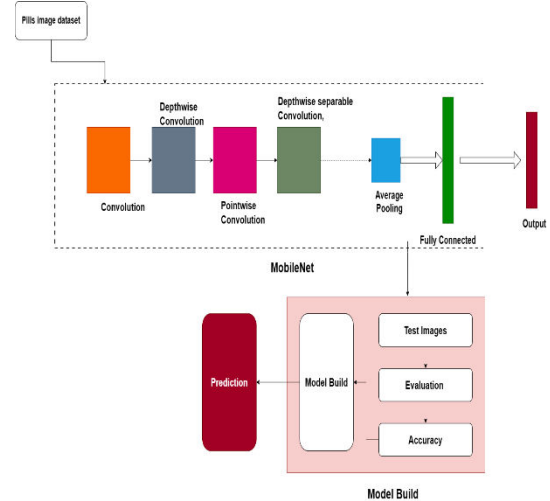 Pills image dataset
Depthwise
Convolution
Depthwise separable
Convolution,
Convolution
Pointwise
Convolution
Average
Pooling
Fully Connected
Output
MobileNet
Prediction
Model Build
Test Images
Evaluation
Accuracy
Model Build